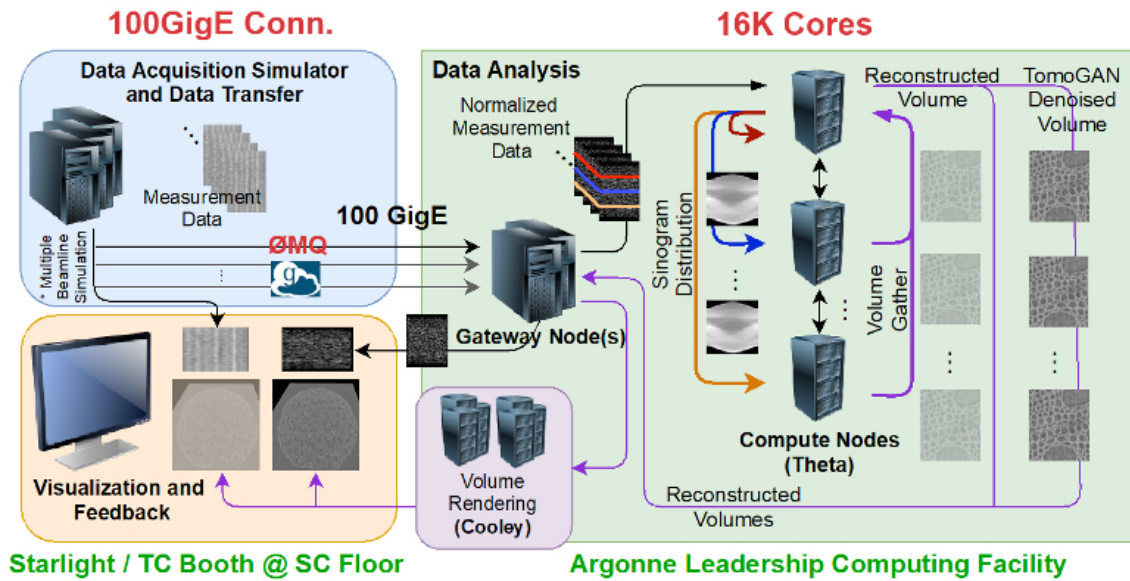 100GigE Conn.
16K Cores
Data Acquisition Simulator
and Data Transfer
Measurement
Data
* Multiple
Beamline
Simulation
100 GigE
ØMQ
g
...
Data Analysis
Normalized
Measurement
Data
Gateway Node(s)
Sinogram
Distribution
Volume
Gather
Reconstructed
Volume
TomoGAN
Denoised
Volume
Compute Nodes
(Theta)
Reconstructed
Volumes
Visualization and
Feedback
Volume
Rendering
(Cooley)
Starlight / TC Booth @ SC Floor
Argonne Leadership Computing Facility